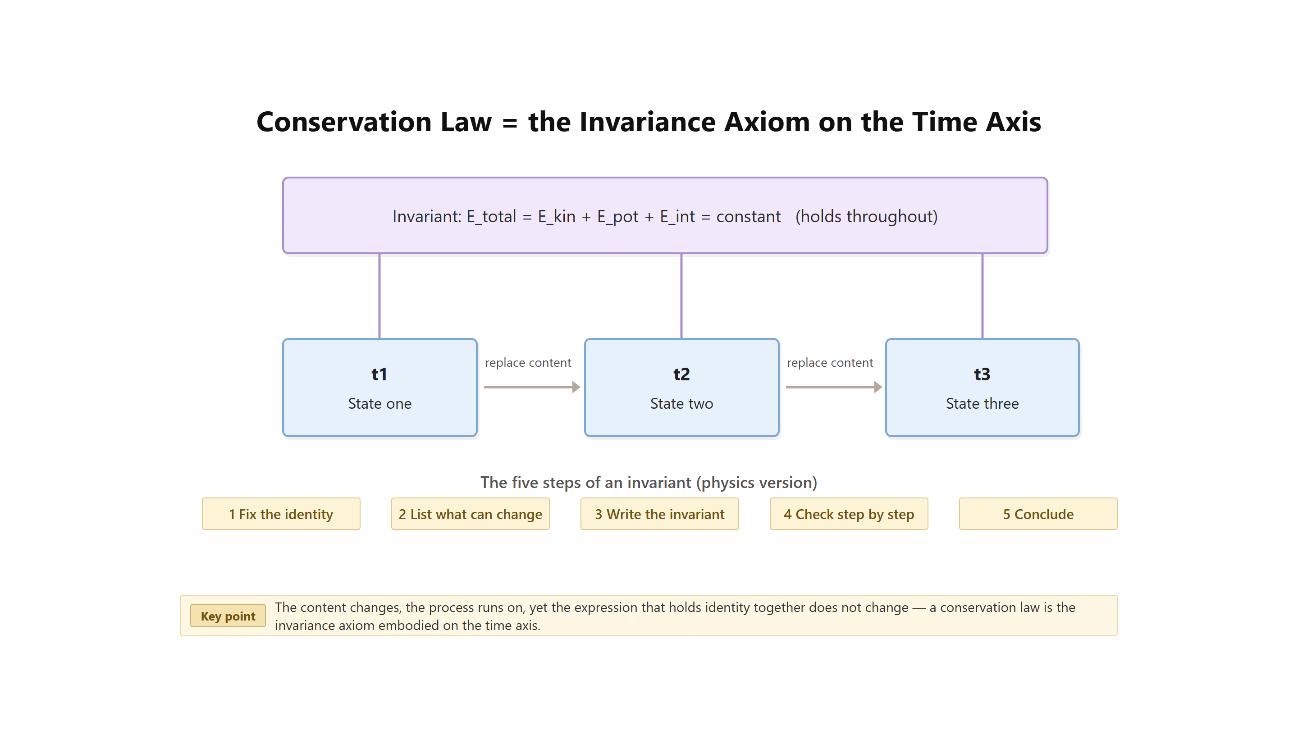 Conservation Law = the Invariance Axiom on the Time Axis
Invariant: E_total = E_kin + E_pot + E_int = constant (holds throughout)
t1
State one
replace content
t2
State two
replace content
t3
State three
The five steps of an invariant (physics version)
1 Fix the identity
2 List what can change
3 Write the invariant
4 Check step by step
5 Conclude
Key point
The content changes, the process runs on, yet the expression that holds identity together does not change — a conservation law is the
invariance axiom embodied on the time axis.